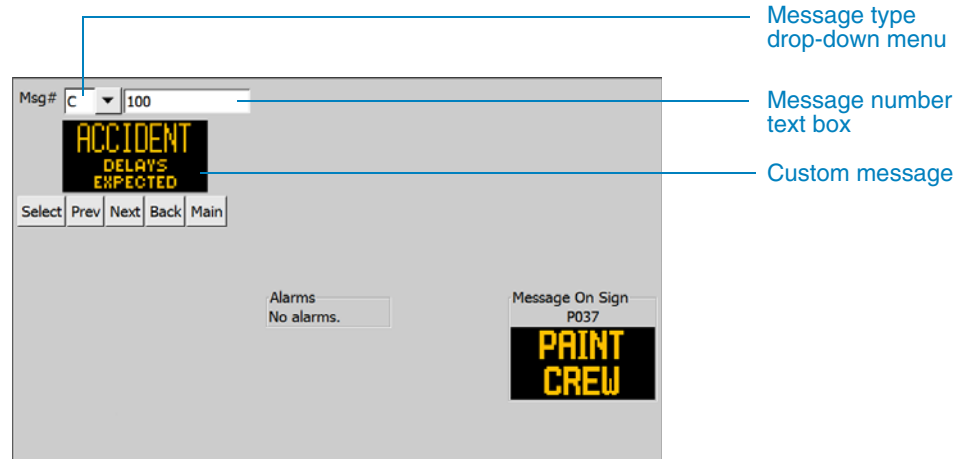 Message type
drop-down menu
Msg# C 100
Message number
text box
ACCIDENT
DELAYS
EXPECTED
Custom message
Select Prev Next Back Main
Alarms
No alarms.
Message On Sign
P037
PAINT
CREW